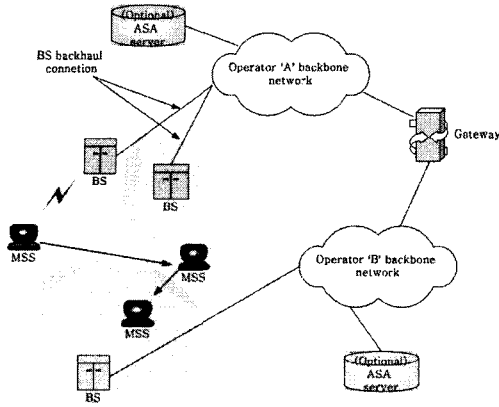 (Optional)
ASA
server
BS backhaul
connetion
Operator 'A' backbone
network
Gateway
BS
BS
MSS
MSS
MSS
Operator 'B' backbone
network
BS
(Optional)
ASA
server